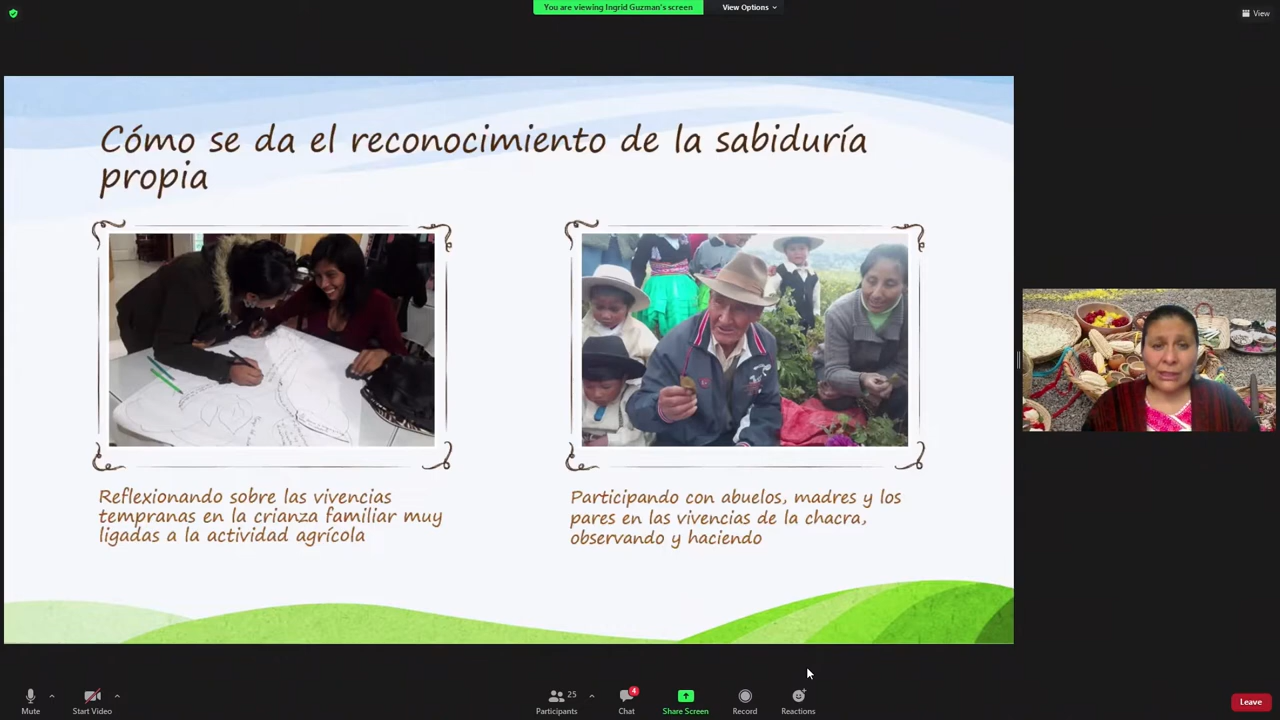 You are viewing Ingrid Guzman's screen
View Options
View
Cómo se da el reconocimiento de la sabiduría
propia
Reflexionando sobre las vivencias
tempranas en la crianza familiar muy
ligadas a la actividad agrícola
Participando con abuelos, madres y los
pares en las vivencias de la chacra,
observando y haciendo
Mute
Start Video
25
Participants
4
Chat
Share Screen
Record
Reactions
Leave